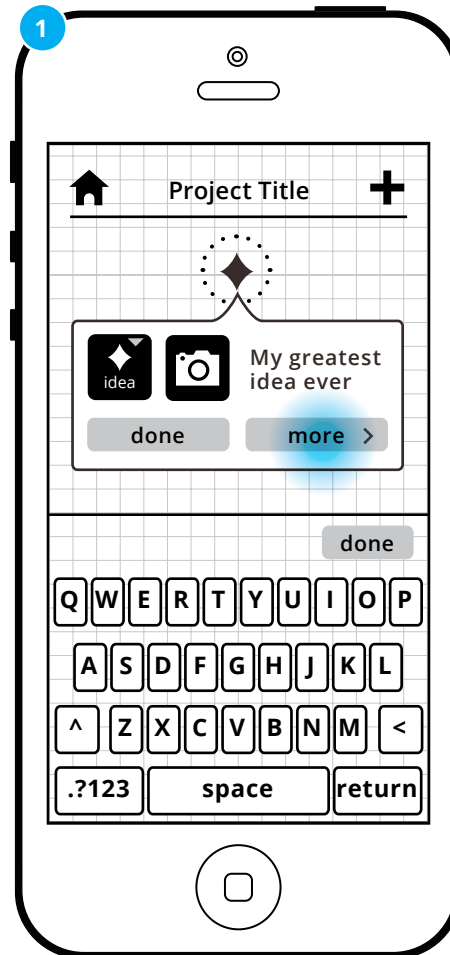 1
Project Title
idea
My greatest
idea ever
done
more >
done
Q W E R T Y U I O P
A S D F G H J K L
^ Z X C V B N M <
.?123 space return